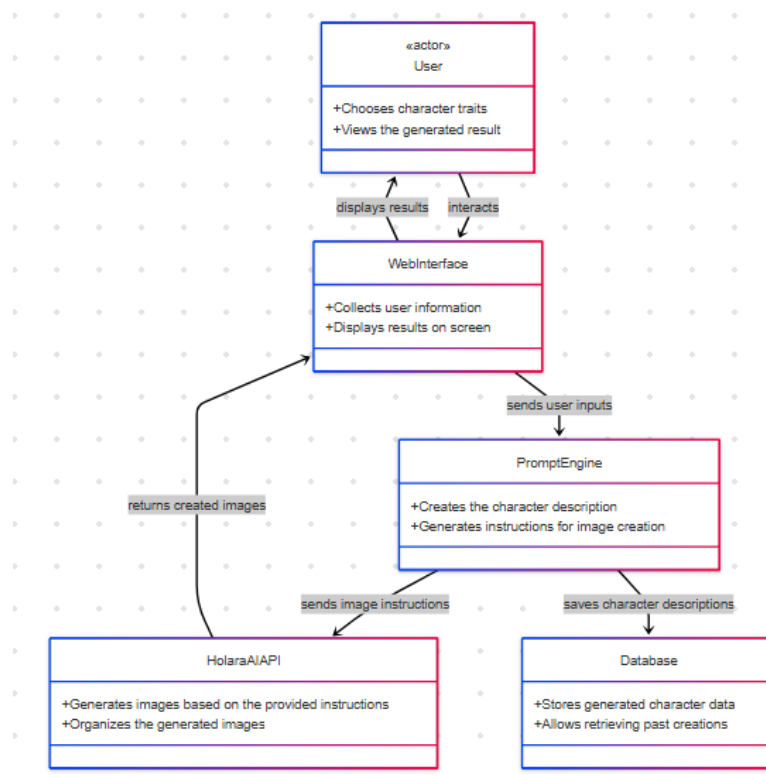 «actor»
User
+Chooses character traits
+Views the generated result
displays results
interacts
WebInterface
+Collects user information
+Displays results on screen
sends user inputs
PromptEngine
+Creates the character description
+Generates instructions for image creation
returns created images
sends image instructions
saves character descriptions
HolaraAIAPI
+Generates images based on the provided instructions
+Organizes the generated images
Database
+Stores generated character data
+Allows retrieving past creations